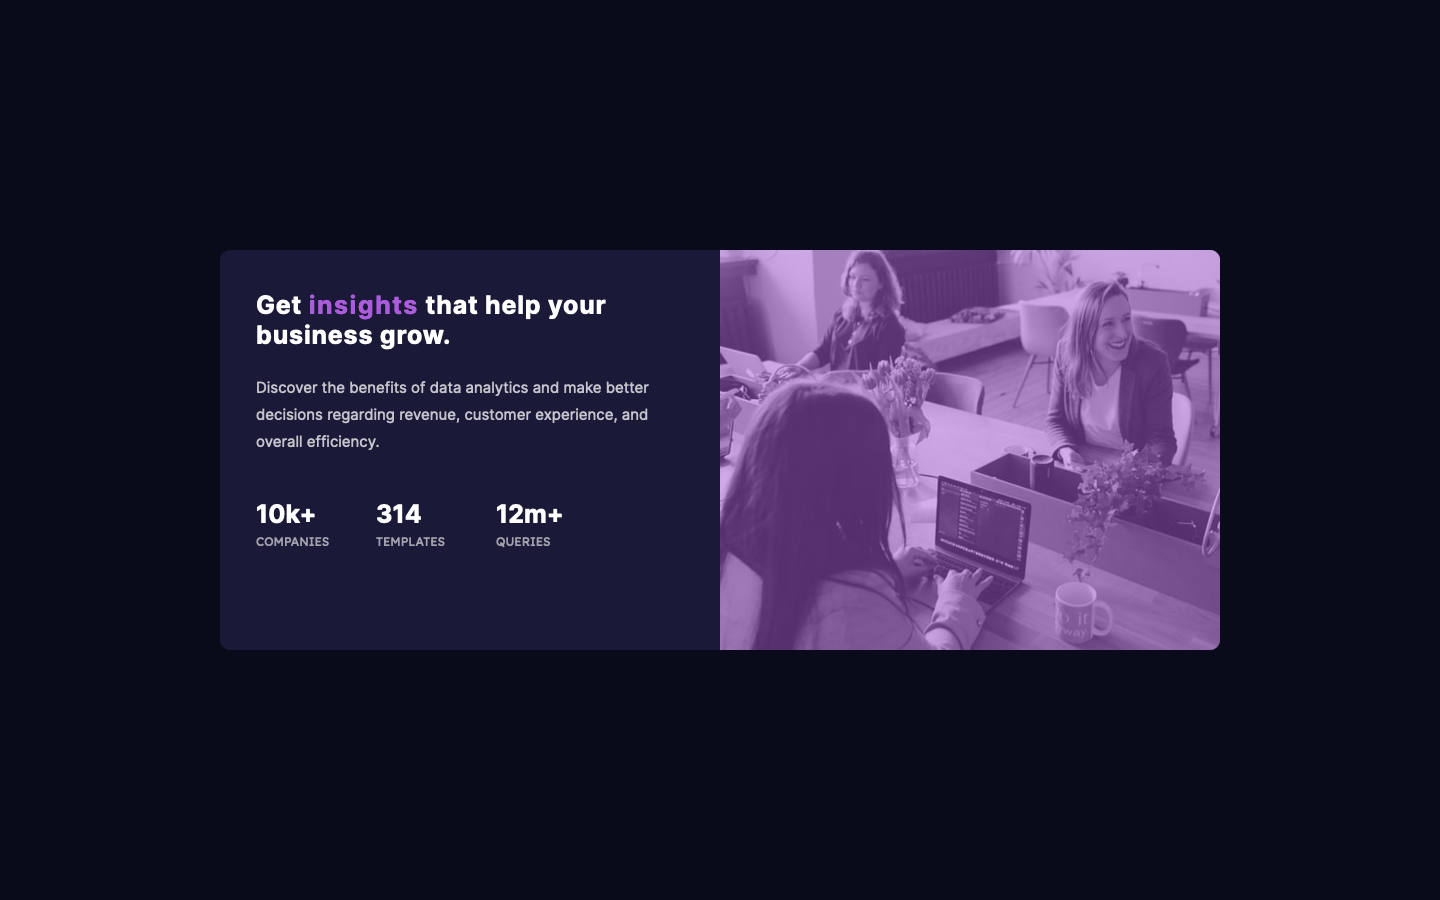 Get insights that help your
business grow.
Discover the benefits of data analytics and make better
decisions regarding revenue, customer experience, and
overall efficiency.
10k+ 314 12m+
COMPANIES TEMPLATES QUERIES